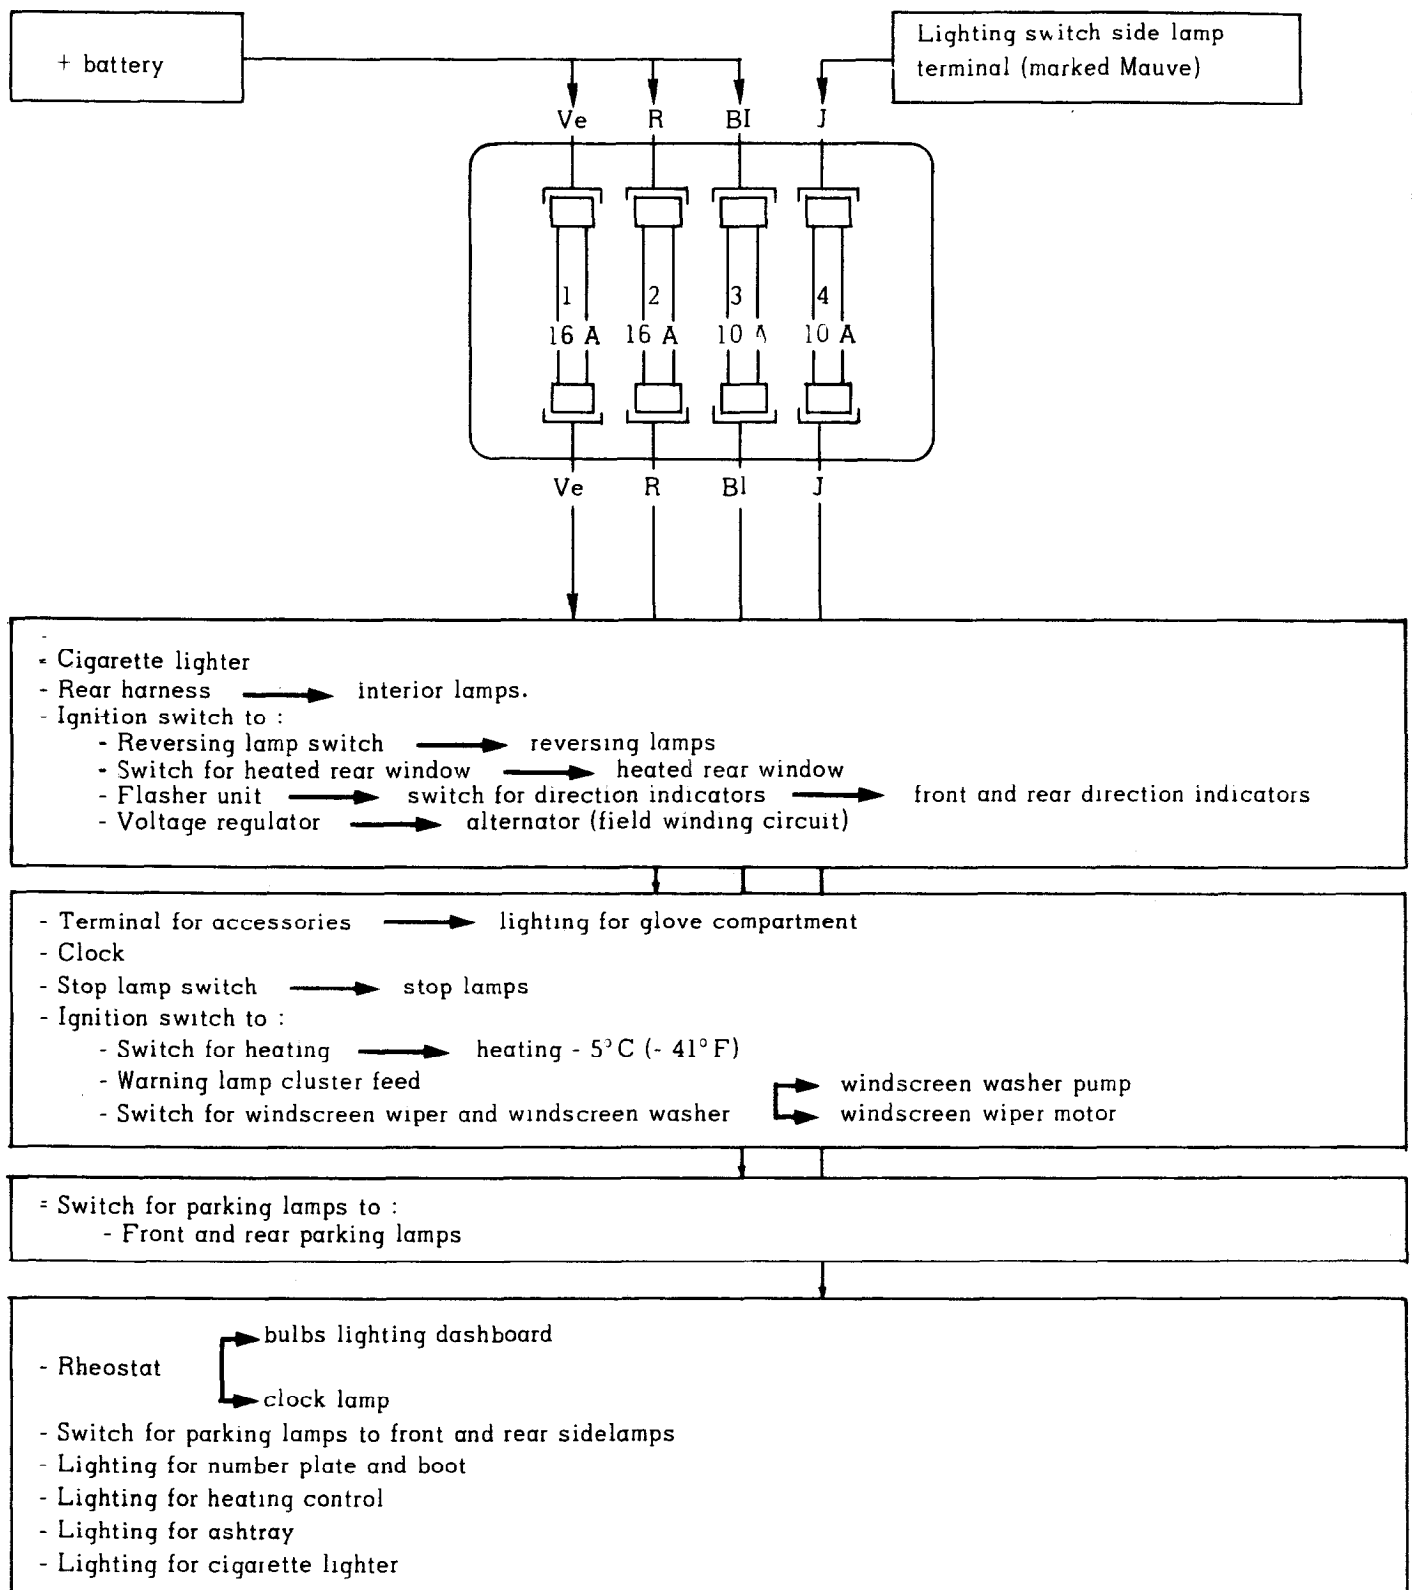 + battery
Lighting switch side lamp
terminal (marked Mauve)
Ve R Bl J
1 2 3 4
16 A 16 A 10 A 10 A
Ve R Bl J
-
- Cigarette lighter
- Rear harness interior lamps.
- Ignition switch to :
- Reversing lamp switch reversing lamps
- Switch for heated rear window heated rear window
- Flasher unit switch for direction indicators front and rear direction indicators
- Voltage regulator alternator (field winding circuit)
- Terminal for accessories lighting for glove compartment
- Clock
- Stop lamp switch stop lamps
- Ignition switch to :
- Switch for heating heating - 5°C (- 41°F)
- Warning lamp cluster feed windscreen washer pump
- Switch for windscreen wiper and windscreen washer windscreen wiper motor
= Switch for parking lamps to :
- Front and rear parking lamps
bulbs lighting dashboard
- Rheostat
clock lamp
- Switch for parking lamps to front and rear sidelamps
- Lighting for number plate and boot
- Lighting for heating control
- Lighting for ashtray
- Lighting for cigarette lighter